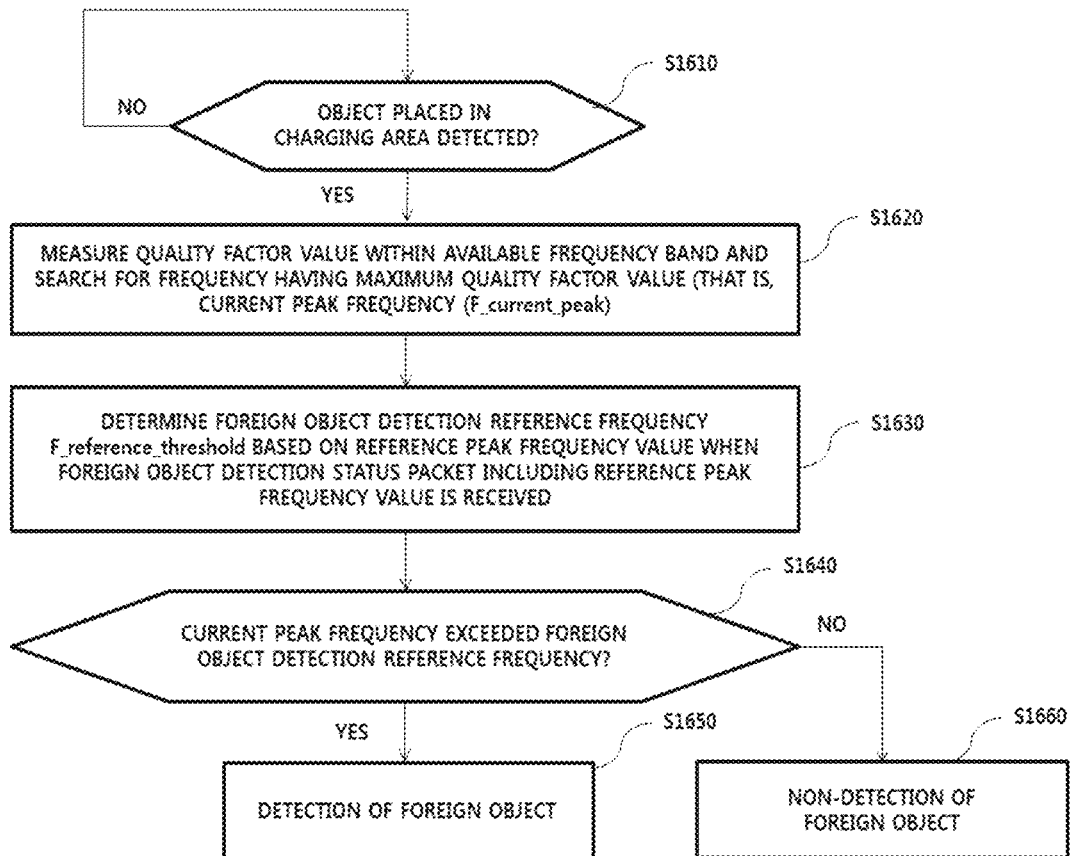 S1610
NO
OBJECT PLACED IN
CHARGING AREA DETECTED?
YES
S1620
MEASURE QUALITY FACTOR VALUE WITHIN AVAILABLE FREQUENCY BAND AND
SEARCH FOR FREQUENCY HAVING MAXIMUM QUALITY FACTOR VALUE (THAT IS,
CURRENT PEAK FREQUENCY (F_current_peak)
S1630
DETERMINE FOREIGN OBJECT DETECTION REFERENCE FREQUENCY
F_reference_threshold BASED ON REFERENCE PEAK FREQUENCY VALUE WHEN
FOREIGN OBJECT DETECTION STATUS PACKET INCLUDING REFERENCE PEAK
FREQUENCY VALUE IS RECEIVED
S1640
CURRENT PEAK FREQUENCY EXCEEDED FOREIGN
OBJECT DETECTION REFERENCE FREQUENCY?
NO
YES
S1650
S1660
DETECTION OF FOREIGN OBJECT
NON-DETECTION OF
FOREIGN OBJECT